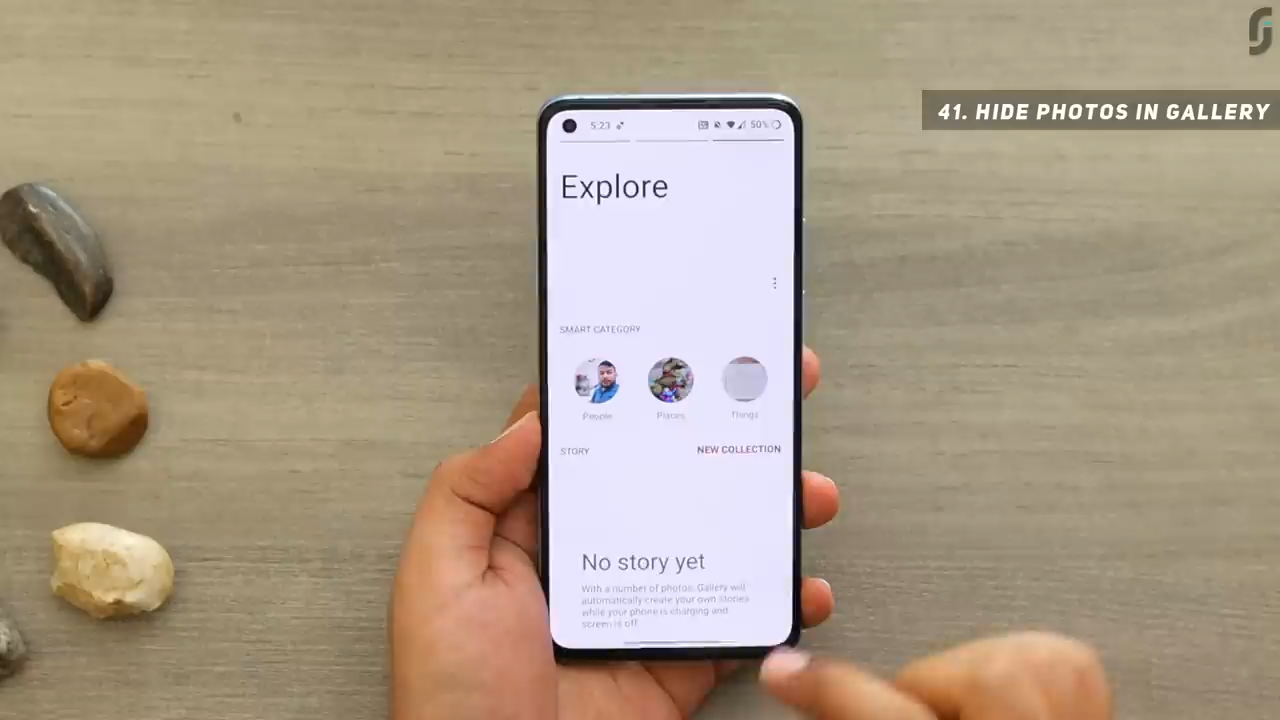 41. HIDE PHOTOS IN GALLERY
5:23
50%
Explore
SMART CATEGORY
People
Places
Things
STORY
NEW COLLECTION
No story yet
With a number of photos, Gallery will
automatically create your own stories
while your phone is charging and
screen is off.